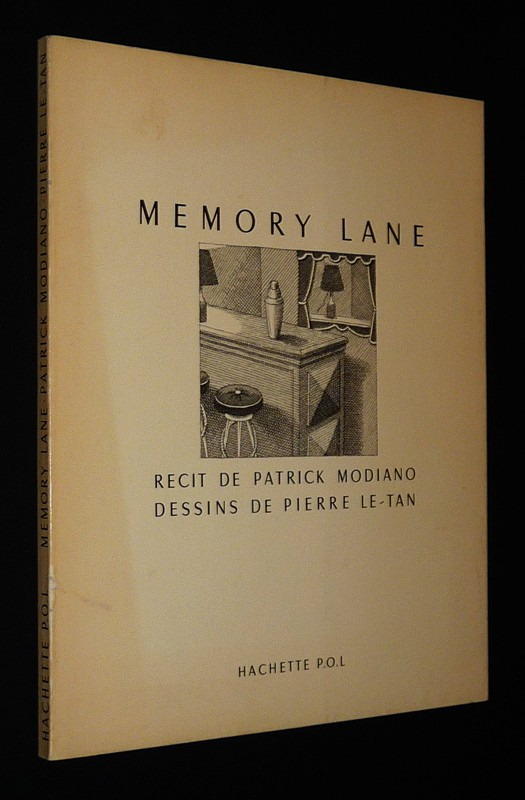 MEMORY LANE
RECIT DE PATRICK MODIANO
DESSINS DE PIERRE LE-TAN
HACHETTE P.O.L
HACHETTE P.O.L MEMORY LANE · PATRICK MODIANO · PIERRE LE-TAN